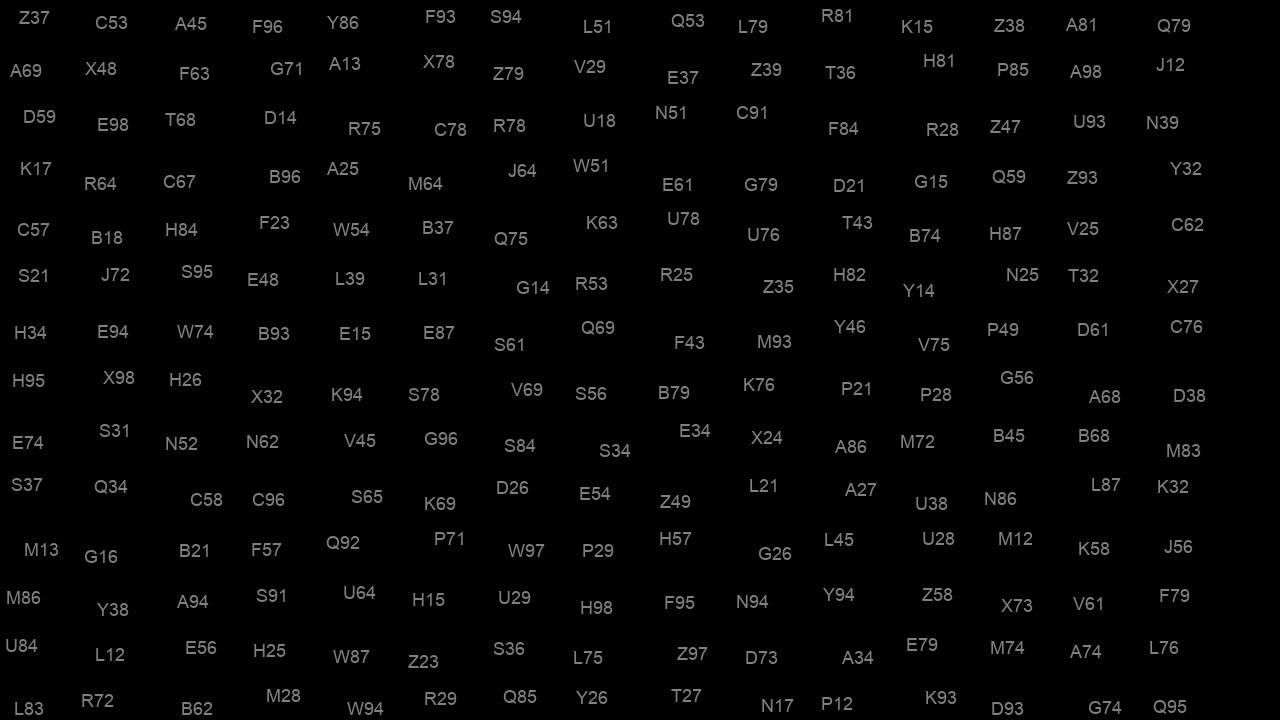 Z37 C53 A45 F96 Y86 F93 S94 L51 Q53 L79 R81 K15 Z38 A81 Q79
A69 X48 F63 G71 A13 X78 Z79 V29 E37 Z39 T36 H81 P85 A98 J12
D59 E98 T68 D14 R75 C78 R78 U18 N51 C91 F84 R28 Z47 U93 N39
K17 R64 C67 B96 A25 M64 J64 W51 E61 G79 D21 G15 Q59 Z93 Y32
C57 B18 H84 F23 W54 B37 Q75 K63 U78 U76 T43 B74 H87 V25 C62
S21 J72 S95 E48 L39 L31 G14 R53 R25 Z35 H82 Y14 N25 T32 X27
H34 E94 W74 B93 E15 E87 S61 Q69 F43 M93 Y46 V75 P49 D61 C76
H95 X98 H26 X32 K94 S78 V69 S56 B79 K76 P21 P28 G56 A68 D38
E74 S31 N52 N62 V45 G96 S84 S34 E34 X24 A86 M72 B45 B68 M83
S37 Q34 C58 C96 S65 K69 D26 E54 Z49 L21 A27 U38 N86 L87 K32
M13 G16 B21 F57 Q92 P71 W97 P29 H57 G26 L45 U28 M12 K58 J56
M86 Y38 A94 S91 U64 H15 U29 H98 F95 N94 Y94 Z58 X73 V61 F79
U84 L12 E56 H25 W87 Z23 S36 L75 Z97 D73 A34 E79 M74 A74 L76
L83 R72 B62 M28 W94 R29 Q85 Y26 T27 N17 P12 K93 D93 G74 Q95